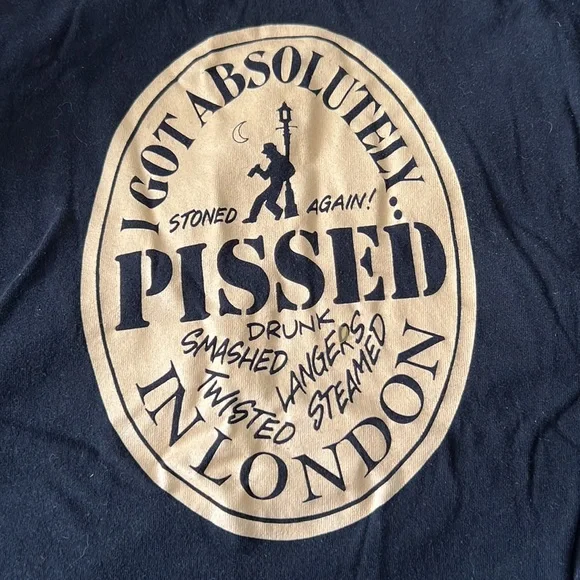 I GOT ABSOLUTELY...
STONED AGAIN!
PISSED
DRUNK
SMASHED LANGERS
TWISTED STEAMED
IN LONDON